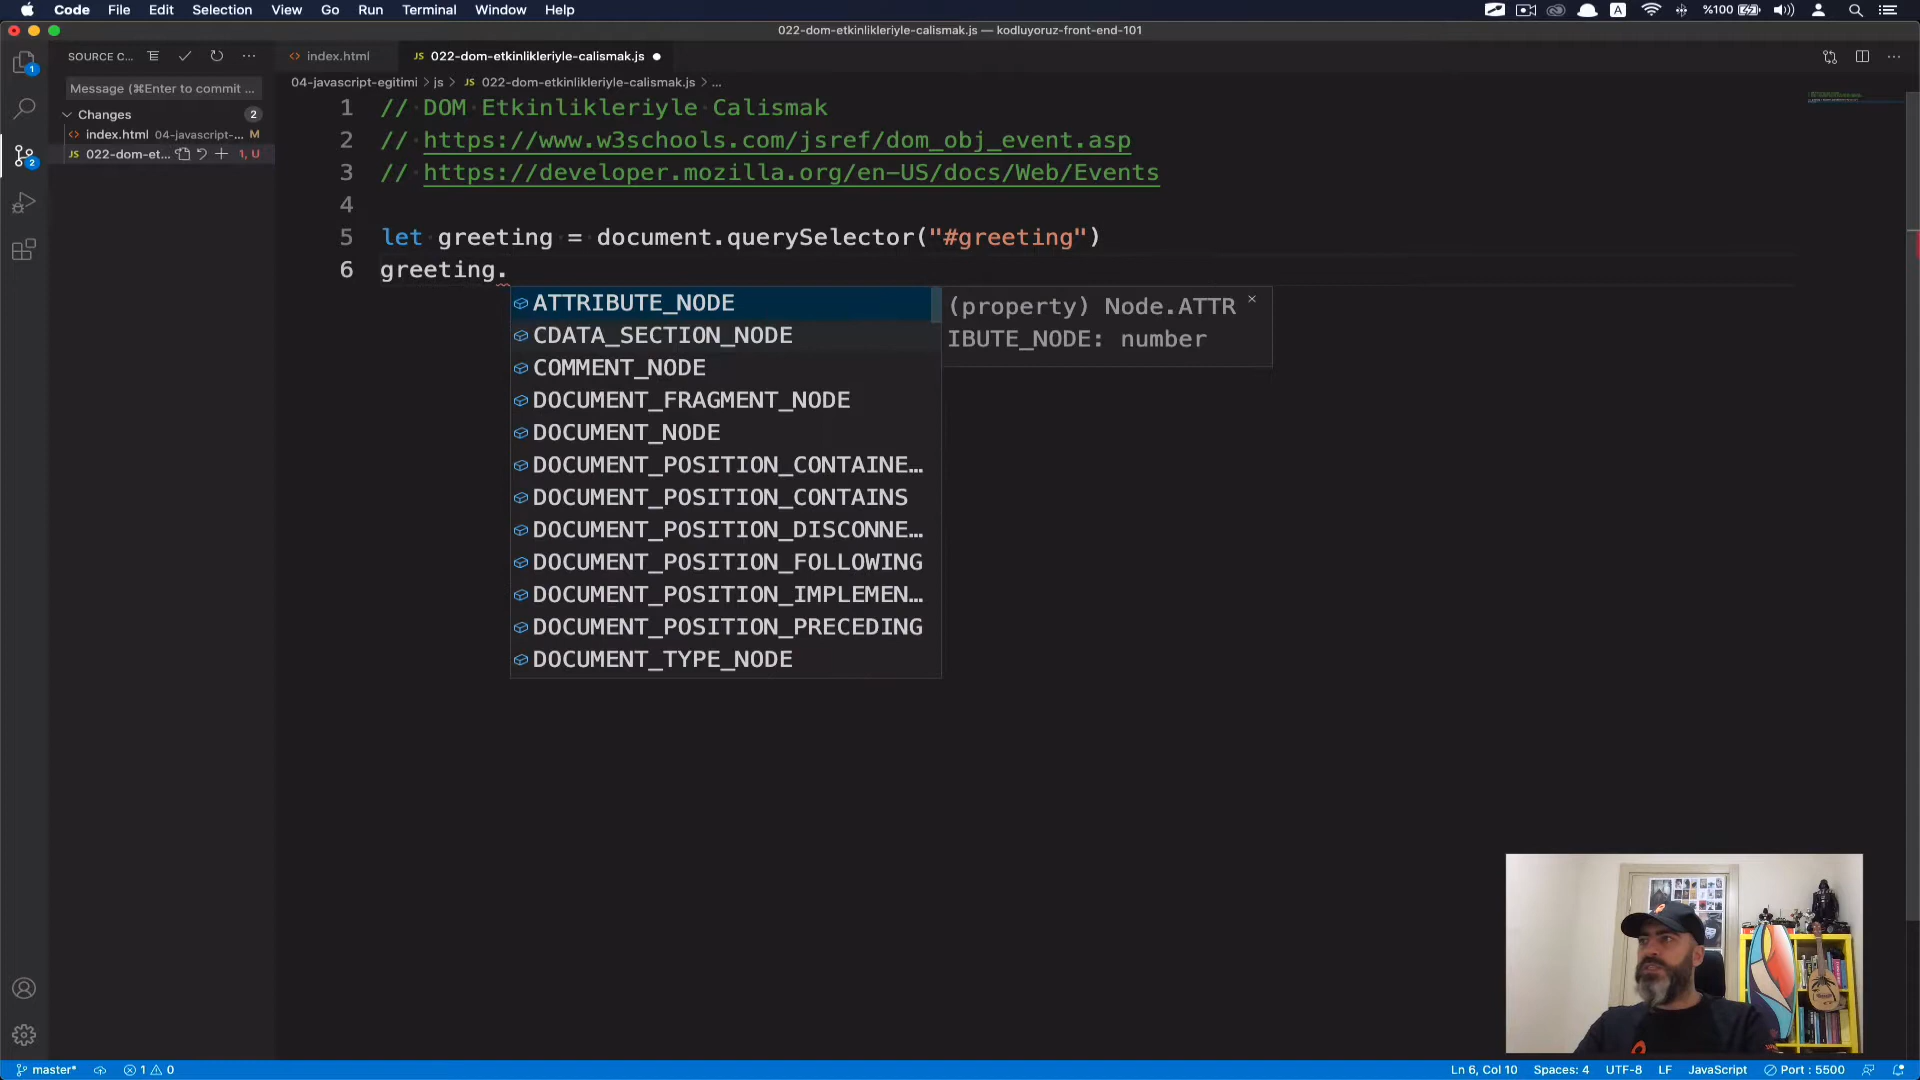 Code File Edit Selection View Go Run Terminal Window Help A %100
022-dom-etkinlikleriyle-calismak.js — kodluyoruz-front-end-101
SOURCE C...
index.html
JS 022-dom-etkinlikleriyle-calismak.js
04-javascript-egitimi > js > JS 022-dom-etkinlikleriyle-calismak.js > ...
Message (⌘Enter to commit ...
Changes 2
index.html 04-javascript-... M
JS 022-dom-et... 1, U
1
2
2
1 // DOM Etkinlikleriyle Calismak
2 // https://www.w3schools.com/jsref/dom_obj_event.asp
3 // https://developer.mozilla.org/en-US/docs/Web/Events
4
5 let greeting = document.querySelector("#greeting")
6 greeting.
ATTRIBUTE_NODE
CDATA_SECTION_NODE
COMMENT_NODE
DOCUMENT_FRAGMENT_NODE
DOCUMENT_NODE
DOCUMENT_POSITION_CONTAINE...
DOCUMENT_POSITION_CONTAINS
DOCUMENT_POSITION_DISCONNE...
DOCUMENT_POSITION_FOLLOWING
DOCUMENT_POSITION_IMPLEMEN...
DOCUMENT_POSITION_PRECEDING
DOCUMENT_TYPE_NODE
(property) Node.ATTR
IBUTE_NODE: number
master* 1 0 Ln 6, Col 10 Spaces: 4 UTF-8 LF JavaScript Port : 5500